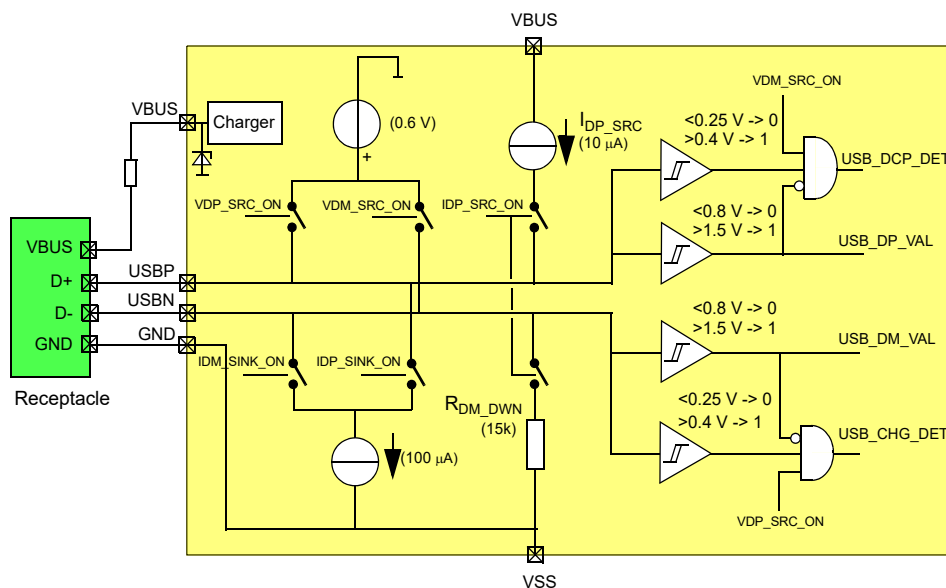 VBUS
VDM_SRC_ON
VBUS
Charger
(0.6 V)
+
IDP_SRC
(10 µA)
<0.25 V -> 0
>0.4 V -> 1
USB_DCP_DET
VDP_SRC_ON
VDM_SRC_ON
IDP_SRC_ON
<0.8 V -> 0
>1.5 V -> 1
USB_DP_VAL
VBUS
D+
USBP
D-
USBN
GND
GND
<0.8 V -> 0
>1.5 V -> 1
USB_DM_VAL
IDM_SINK_ON
IDP_SINK_ON
Receptacle
RDM_DWN
(15k)
<0.25 V -> 0
>0.4 V -> 1
USB_CHG_DET
(100 µA)
VDP_SRC_ON
VSS